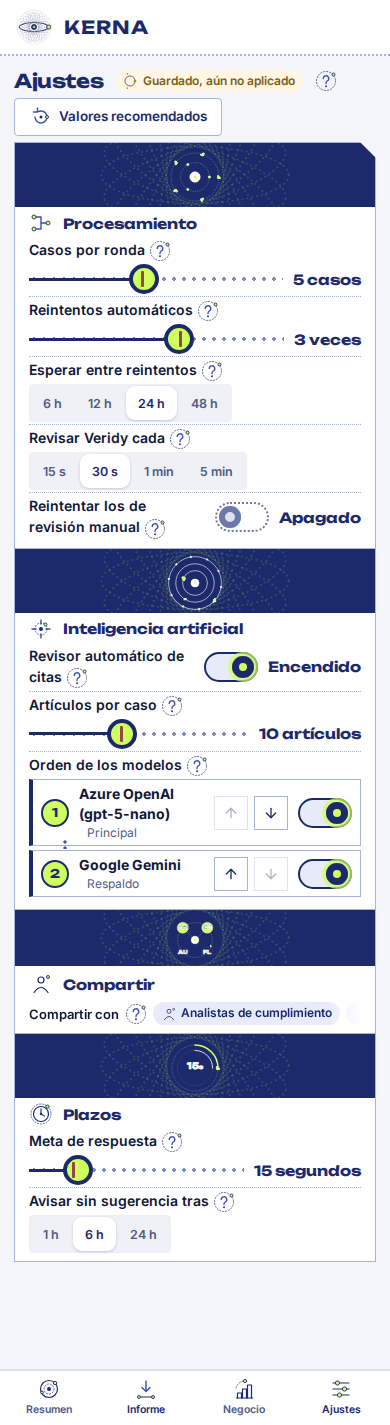 KERNA
Ajustes
Guardado, aún no aplicado
?
Valores recomendados
Procesamiento
Casos por ronda ?
5 casos
Reintentos automáticos ?
3 veces
Esperar entre reintentos ?
6 h 12 h 24 h 48 h
Revisar Veridy cada ?
15 s 30 s 1 min 5 min
Reintentar los de
revisión manual ?
Apagado
Inteligencia artificial
Revisor automático de
citas ?
Encendido
Artículos por caso ?
10 artículos
Orden de los modelos ?
1
Azure OpenAI
(gpt-5-nano)
Principal
2
Google Gemini
Respaldo
AU FL
Compartir
Compartir con ?
Analistas de cumplimiento
15s
Plazos
Meta de respuesta ?
15 segundos
Avisar sin sugerencia tras ?
1 h 6 h 24 h
Resumen Informe Negocio Ajustes